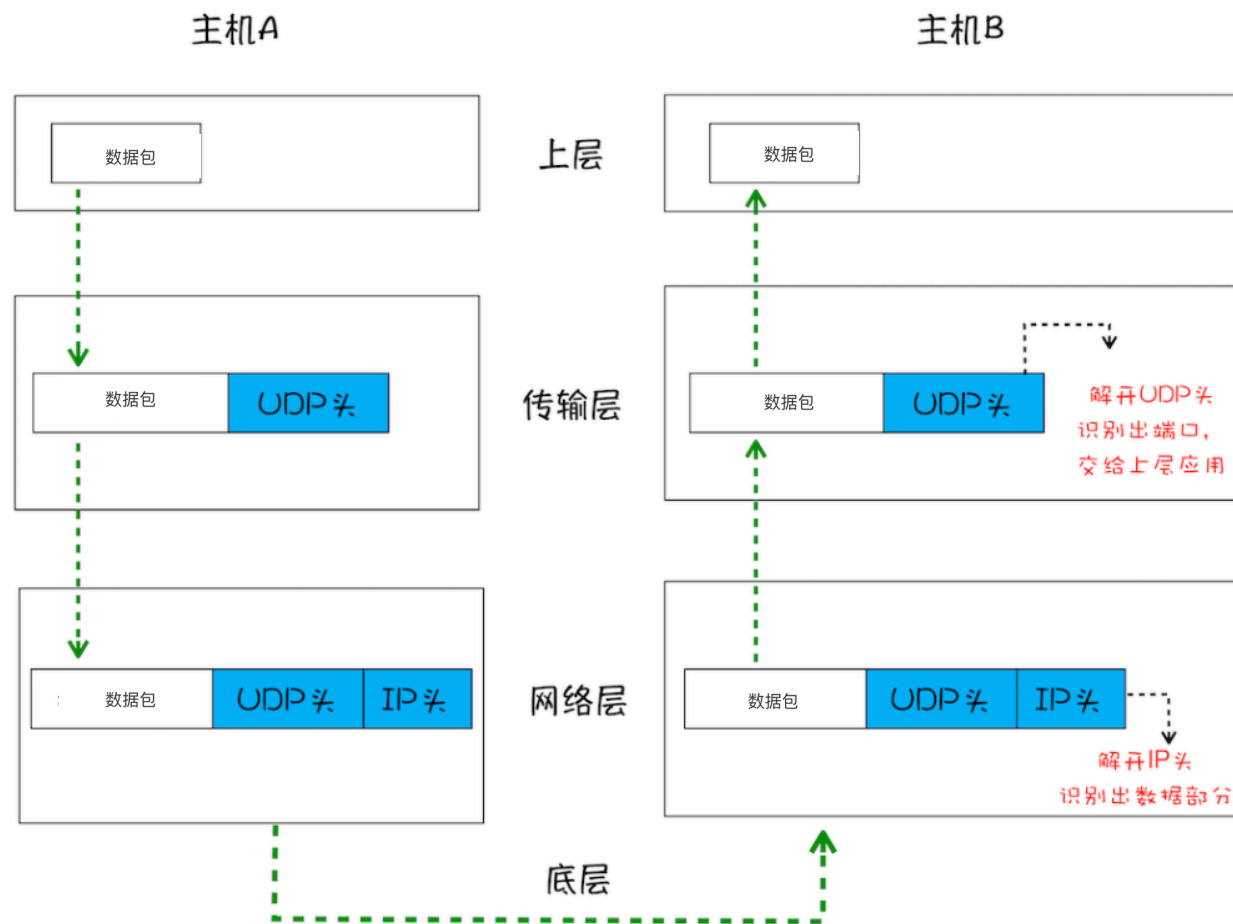 主机A
主机B
数据包
上层
数据包
数据包
UDP头
传输层
数据包
UDP头
解开UDP头
识别出端口,
交给上层应用
数据包
UDP头
IP头
网络层
数据包
UDP头
IP头
解开IP头
识别出数据部分
底层